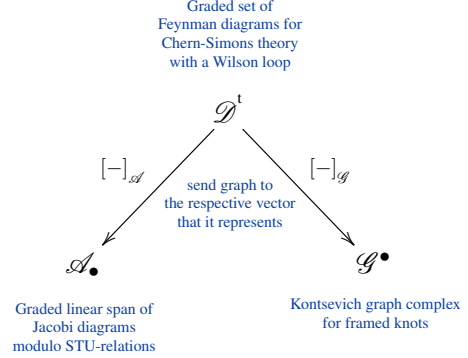 Graded set of
Feynman diagrams for
Chern-Simons theory
with a Wilson loop
𝒟ᵗ
[−]_𝒜
[−]_𝒢
send graph to
the respective vector
that it represents
𝒜_●
𝒢^●
Graded linear span of
Jacobi diagrams
modulo STU-relations
Kontsevich graph complex
for framed knots